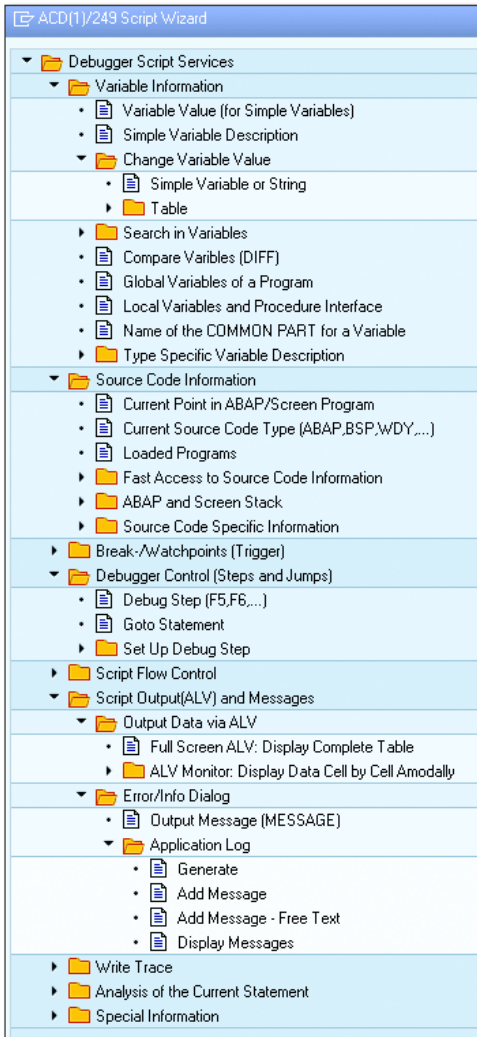 ACD(1)/249 Script Wizard
Debugger Script Services
Variable Information
Variable Value (for Simple Variables)
Simple Variable Description
Change Variable Value
Simple Variable or String
Table
Search in Variables
Compare Varibles (DIFF)
Global Variables of a Program
Local Variables and Procedure Interface
Name of the COMMON PART for a Variable
Type Specific Variable Description
Source Code Information
Current Point in ABAP/Screen Program
Current Source Code Type (ABAP,BSP,WDY,...)
Loaded Programs
Fast Access to Source Code Information
ABAP and Screen Stack
Source Code Specific Information
Break-/Watchpoints (Trigger)
Debugger Control (Steps and Jumps)
Debug Step (F5,F6,...)
Goto Statement
Set Up Debug Step
Script Flow Control
Script Output(ALV) and Messages
Output Data via ALV
Full Screen ALV: Display Complete Table
ALV Monitor: Display Data Cell by Cell Amodally
Error/Info Dialog
Output Message (MESSAGE)
Application Log
Generate
Add Message
Add Message - Free Text
Display Messages
Write Trace
Analysis of the Current Statement
Special Information